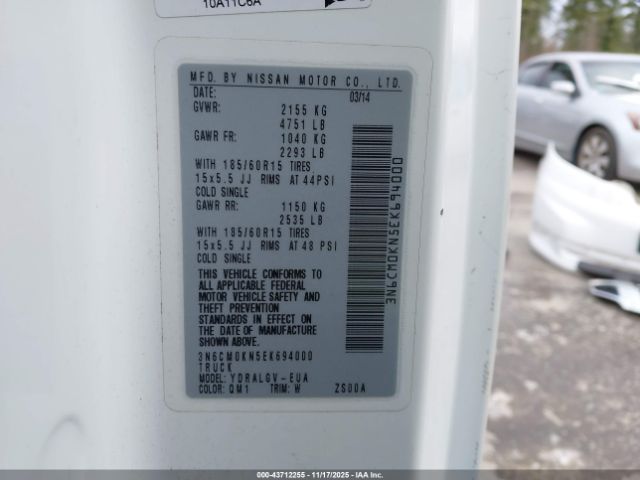 10A11C6A
MFD. BY NISSAN MOTOR CO., LTD.
DATE: 03/14
GVWR: 2155 KG
4751 LB
GAWR FR: 1040 KG
2293 LB
WITH 185/60R15 TIRES
15x5.5 JJ RIMS AT 44PSI
COLD SINGLE
GAWR RR: 1150 KG
2535 LB
WITH 185/60R15 TIRES
15x5.5 JJ RIMS AT 48 PSI
COLD SINGLE
THIS VEHICLE CONFORMS TO
ALL APPLICABLE FEDERAL
MOTOR VEHICLE SAFETY AND
THEFT PREVENTION
STANDARDS IN EFFECT ON
THE DATE OF MANUFACTURE
SHOWN ABOVE.
3N6CM0KN5EK694000
TRUCK
MODEL: YDRALGV-EUA
COLOR: QM1 TRIM: W ZS00A
3N6CM0KN5EK694000
000-43712255 - 11/17/2025 - IAAI.com